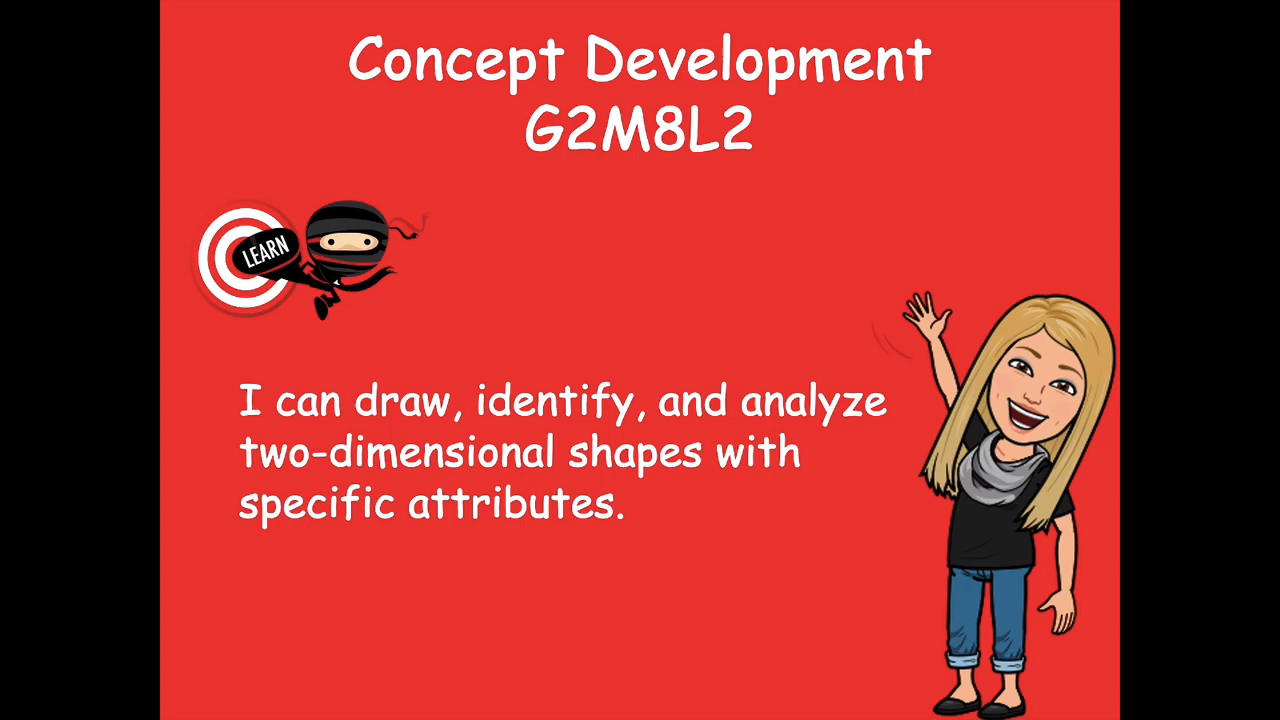 Concept Development
G2M8L2
LEARN
I can draw, identify, and analyze
two-dimensional shapes with
specific attributes.